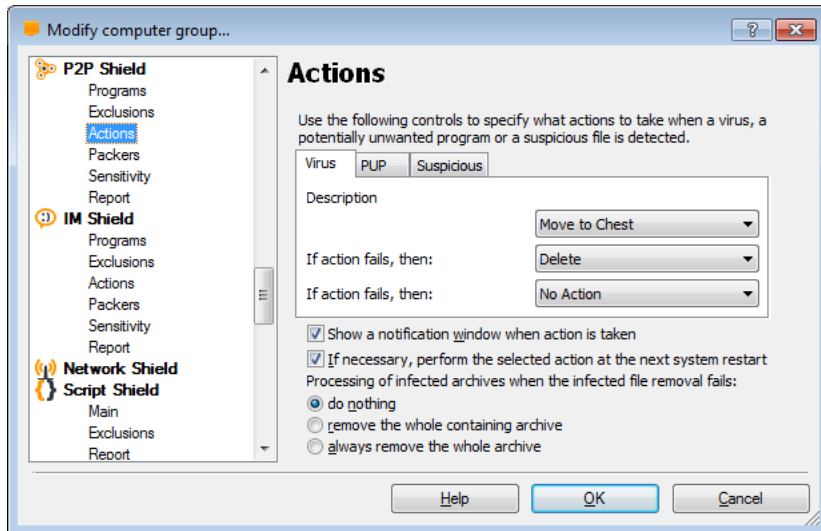 Modify computer group...
P2P Shield
Programs
Exclusions
Actions
Packers
Sensitivity
Report
IM Shield
Programs
Exclusions
Actions
Packers
Sensitivity
Report
Network Shield
Script Shield
Main
Exclusions
Report
Actions
Use the following controls to specify what actions to take when a virus, a
potentially unwanted program or a suspicious file is detected.
Virus PUP Suspicious
Description
Move to Chest
If action fails, then: Delete
If action fails, then: No Action
Show a notification window when action is taken
If necessary, perform the selected action at the next system restart
Processing of infected archives when the infected file removal fails:
do nothing
remove the whole containing archive
always remove the whole archive
Help OK Cancel